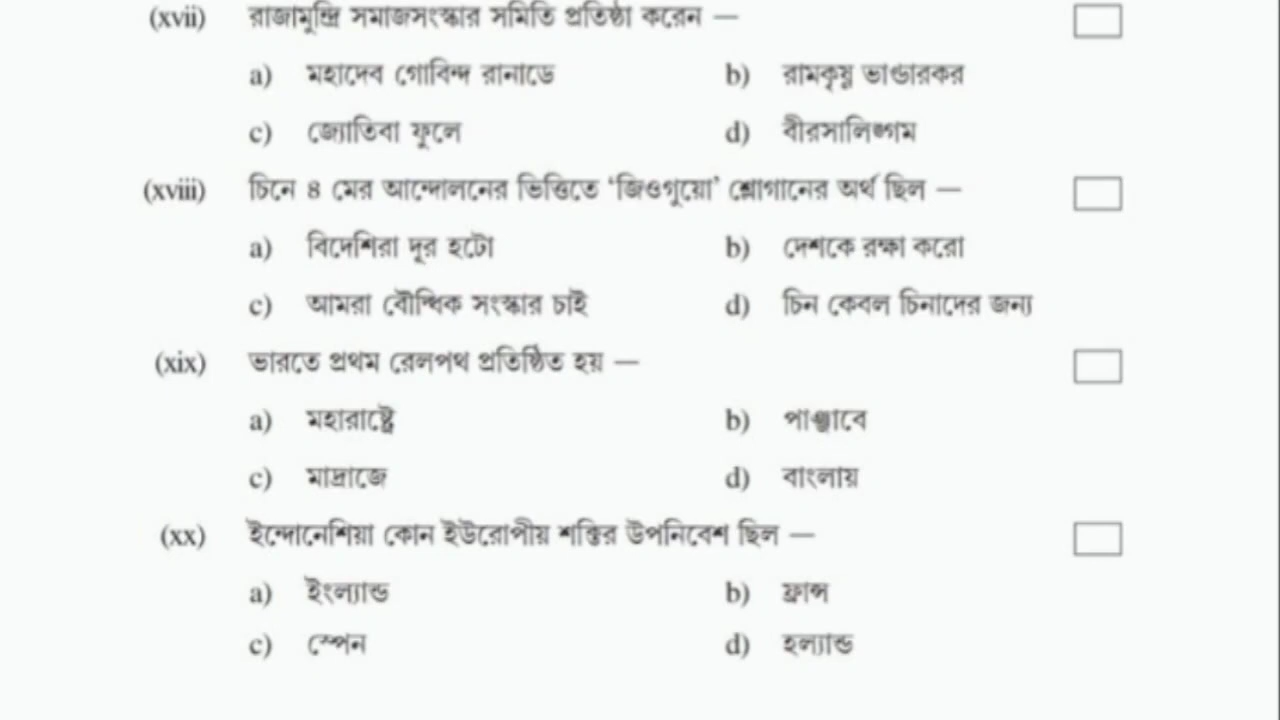 (xvii) রাজামুন্দ্রি সমাজসংস্কার সমিতি প্রতিষ্ঠা করেন —
a) মহাদেব গোবিন্দ রানাডে b) রামকৃষ্ণ ভাণ্ডারকর
c) জ্যোতিবা ফুলে d) বীরসালিঙ্গম
(xviii) চিনে ৪ মের আন্দোলনের ভিত্তিতে ‘জিওগুয়ো’ শ্লোগানের অর্থ ছিল —
a) বিদেশিরা দূর হটো b) দেশকে রক্ষা করো
c) আমরা বৌদ্ধিক সংস্কার চাই d) চিন কেবল চিনাদের জন্য
(xix) ভারতে প্রথম রেলপথ প্রতিষ্ঠিত হয় —
a) মহারাষ্ট্রে b) পাঞ্জাবে
c) মাদ্রাজে d) বাংলায়
(xx) ইন্দোনেশিয়া কোন ইউরোপীয় শক্তির উপনিবেশ ছিল —
a) ইংল্যান্ড b) ফ্রান্স
c) স্পেন d) হল্যান্ড